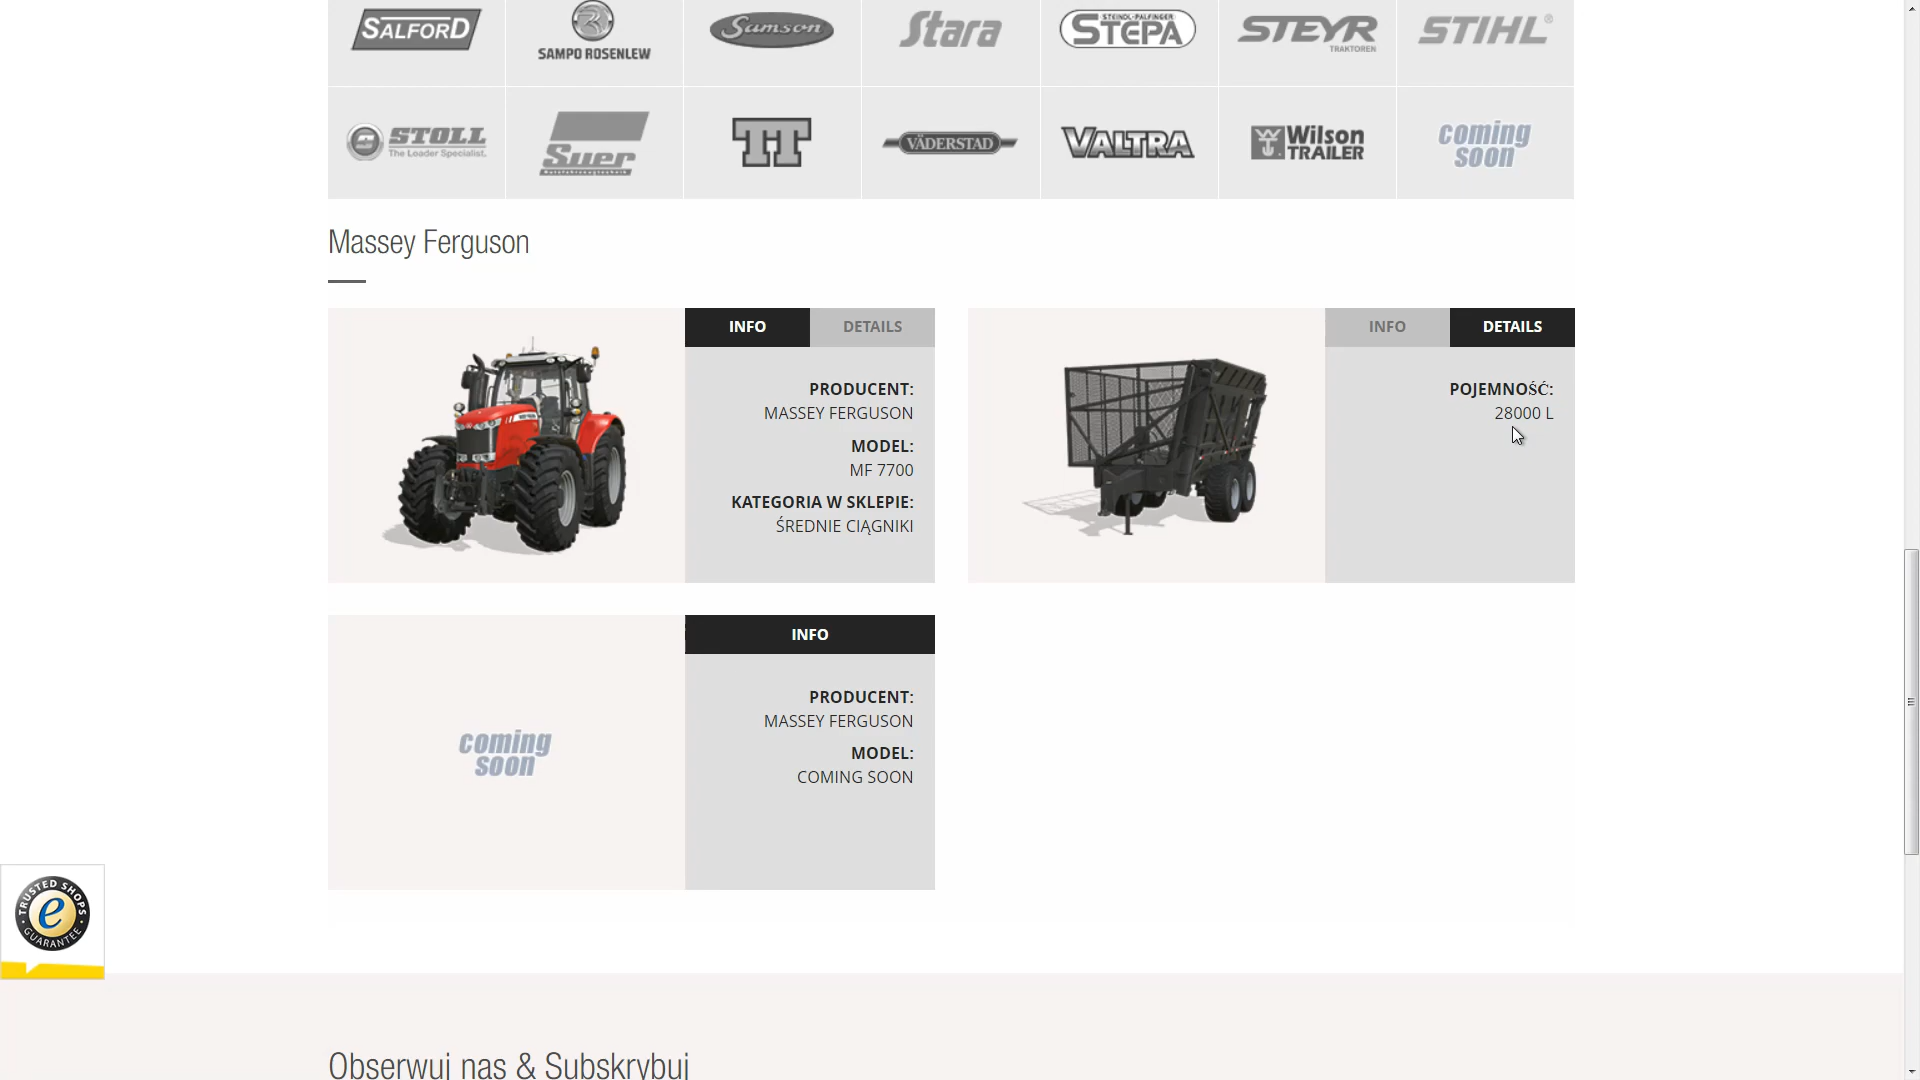 SALFORD
SAMPO ROSENLEW
Samson
Stara
STEINDL-PALFINGER
STEPA
STEYR
TRAKTOREN
STIHL®
STOLL
The Loader Specialist.
Suer
TT
VÄDERSTAD
VALTRA
Wilson
TRAILER
coming
soon
Massey Ferguson
INFO
DETAILS
PRODUCENT:
MASSEY FERGUSON
MODEL:
MF 7700
KATEGORIA W SKLEPIE:
ŚREDNIE CIĄGNIKI
INFO
DETAILS
POJEMNOŚĆ:
28000 L
INFO
PRODUCENT:
MASSEY FERGUSON
MODEL:
COMING SOON
coming
soon
TRUSTED SHOPS
e
GUARANTEE
Obserwuj nas & Subskrybuj